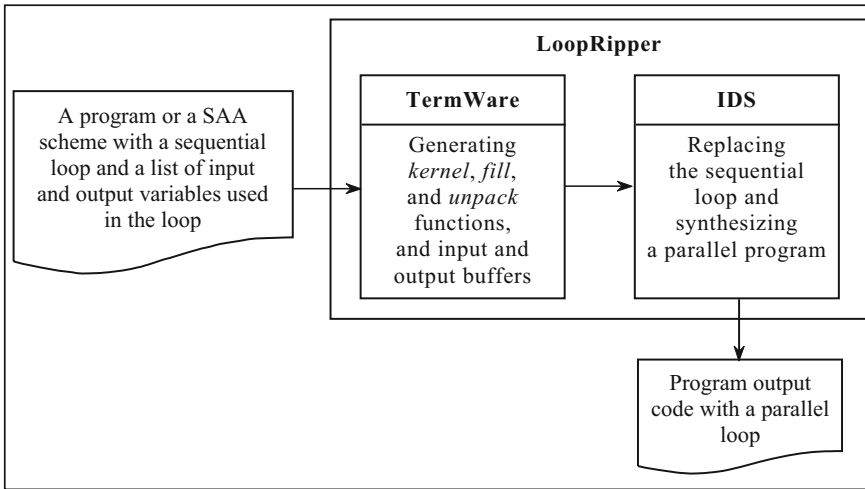 LoopRipper
A program or a SAA
scheme with a sequential
loop and a list of input
and output variables used
in the loop
TermWare
Generating
kernel, fill,
and unpack
functions,
and input and
output buffers
IDS
Replacing
the sequential
loop and
synthesizing
a parallel program
Program output
code with a parallel
loop